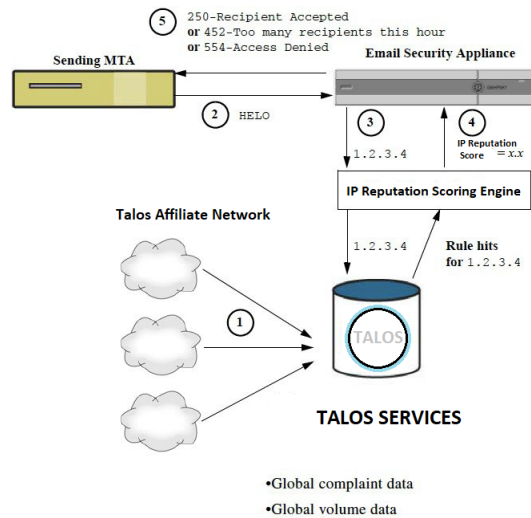 5
250-Recipient Accepted
or 452-Too many recipients this hour
or 554-Access Denied
Sending MTA
Email Security Appliance
2 HELO
3
4
1.2.3.4
IP Reputation
Score = x.x
IP Reputation Scoring Engine
Talos Affiliate Network
1.2.3.4
Rule hits
for 1.2.3.4
1
TALOS
TALOS SERVICES
•Global complaint data
•Global volume data